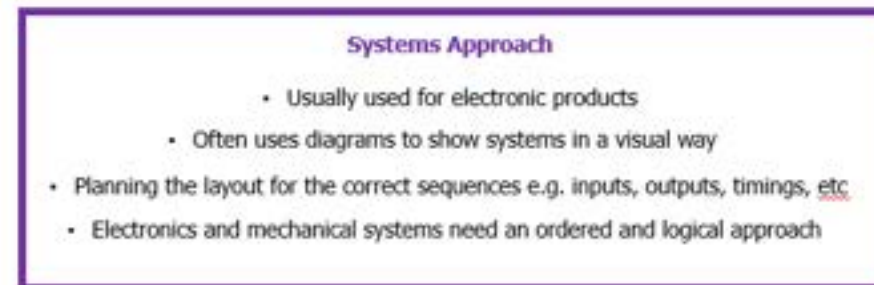 Systems Approach
• Usually used for electronic products
• Often uses diagrams to show systems in a visual way
• Planning the layout for the correct sequences e.g. inputs, outputs, timings, etc
• Electronics and mechanical systems need an ordered and logical approach